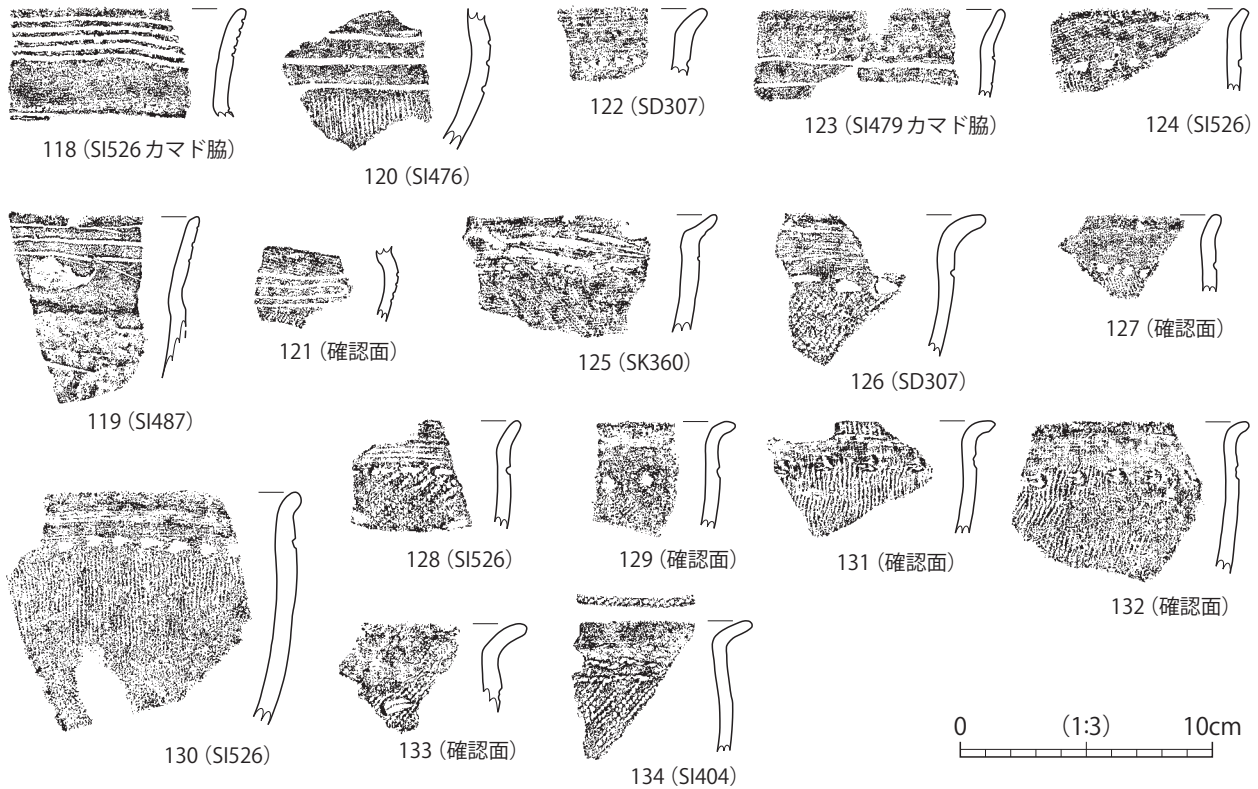 118（SI526 カマド脇）
120（SI476）
122（SD307）
123（SI479 カマド脇）
124（SI526）
119（SI487）
121（確認面）
125（SK360）
126（SD307）
127（確認面）
128（SI526）
129（確認面）
131（確認面）
132（確認面）
130（SI526）
133（確認面）
134（SI404）
0 （1:3） 10cm